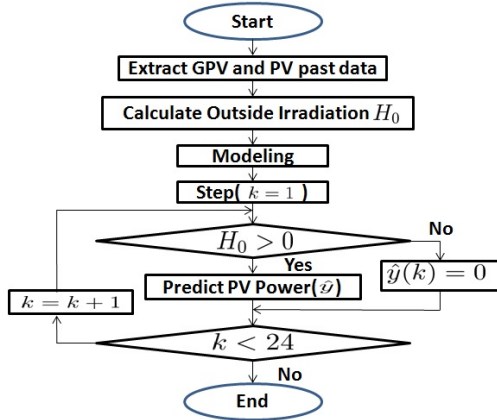 Start
Extract GPV and PV past data
Calculate Outside Irradiation H₀
Modeling
Step( k = 1 )
H₀ > 0
No
Yes
Predict PV Power(ŷ)
ŷ(k) = 0
k = k + 1
k < 24
No
End